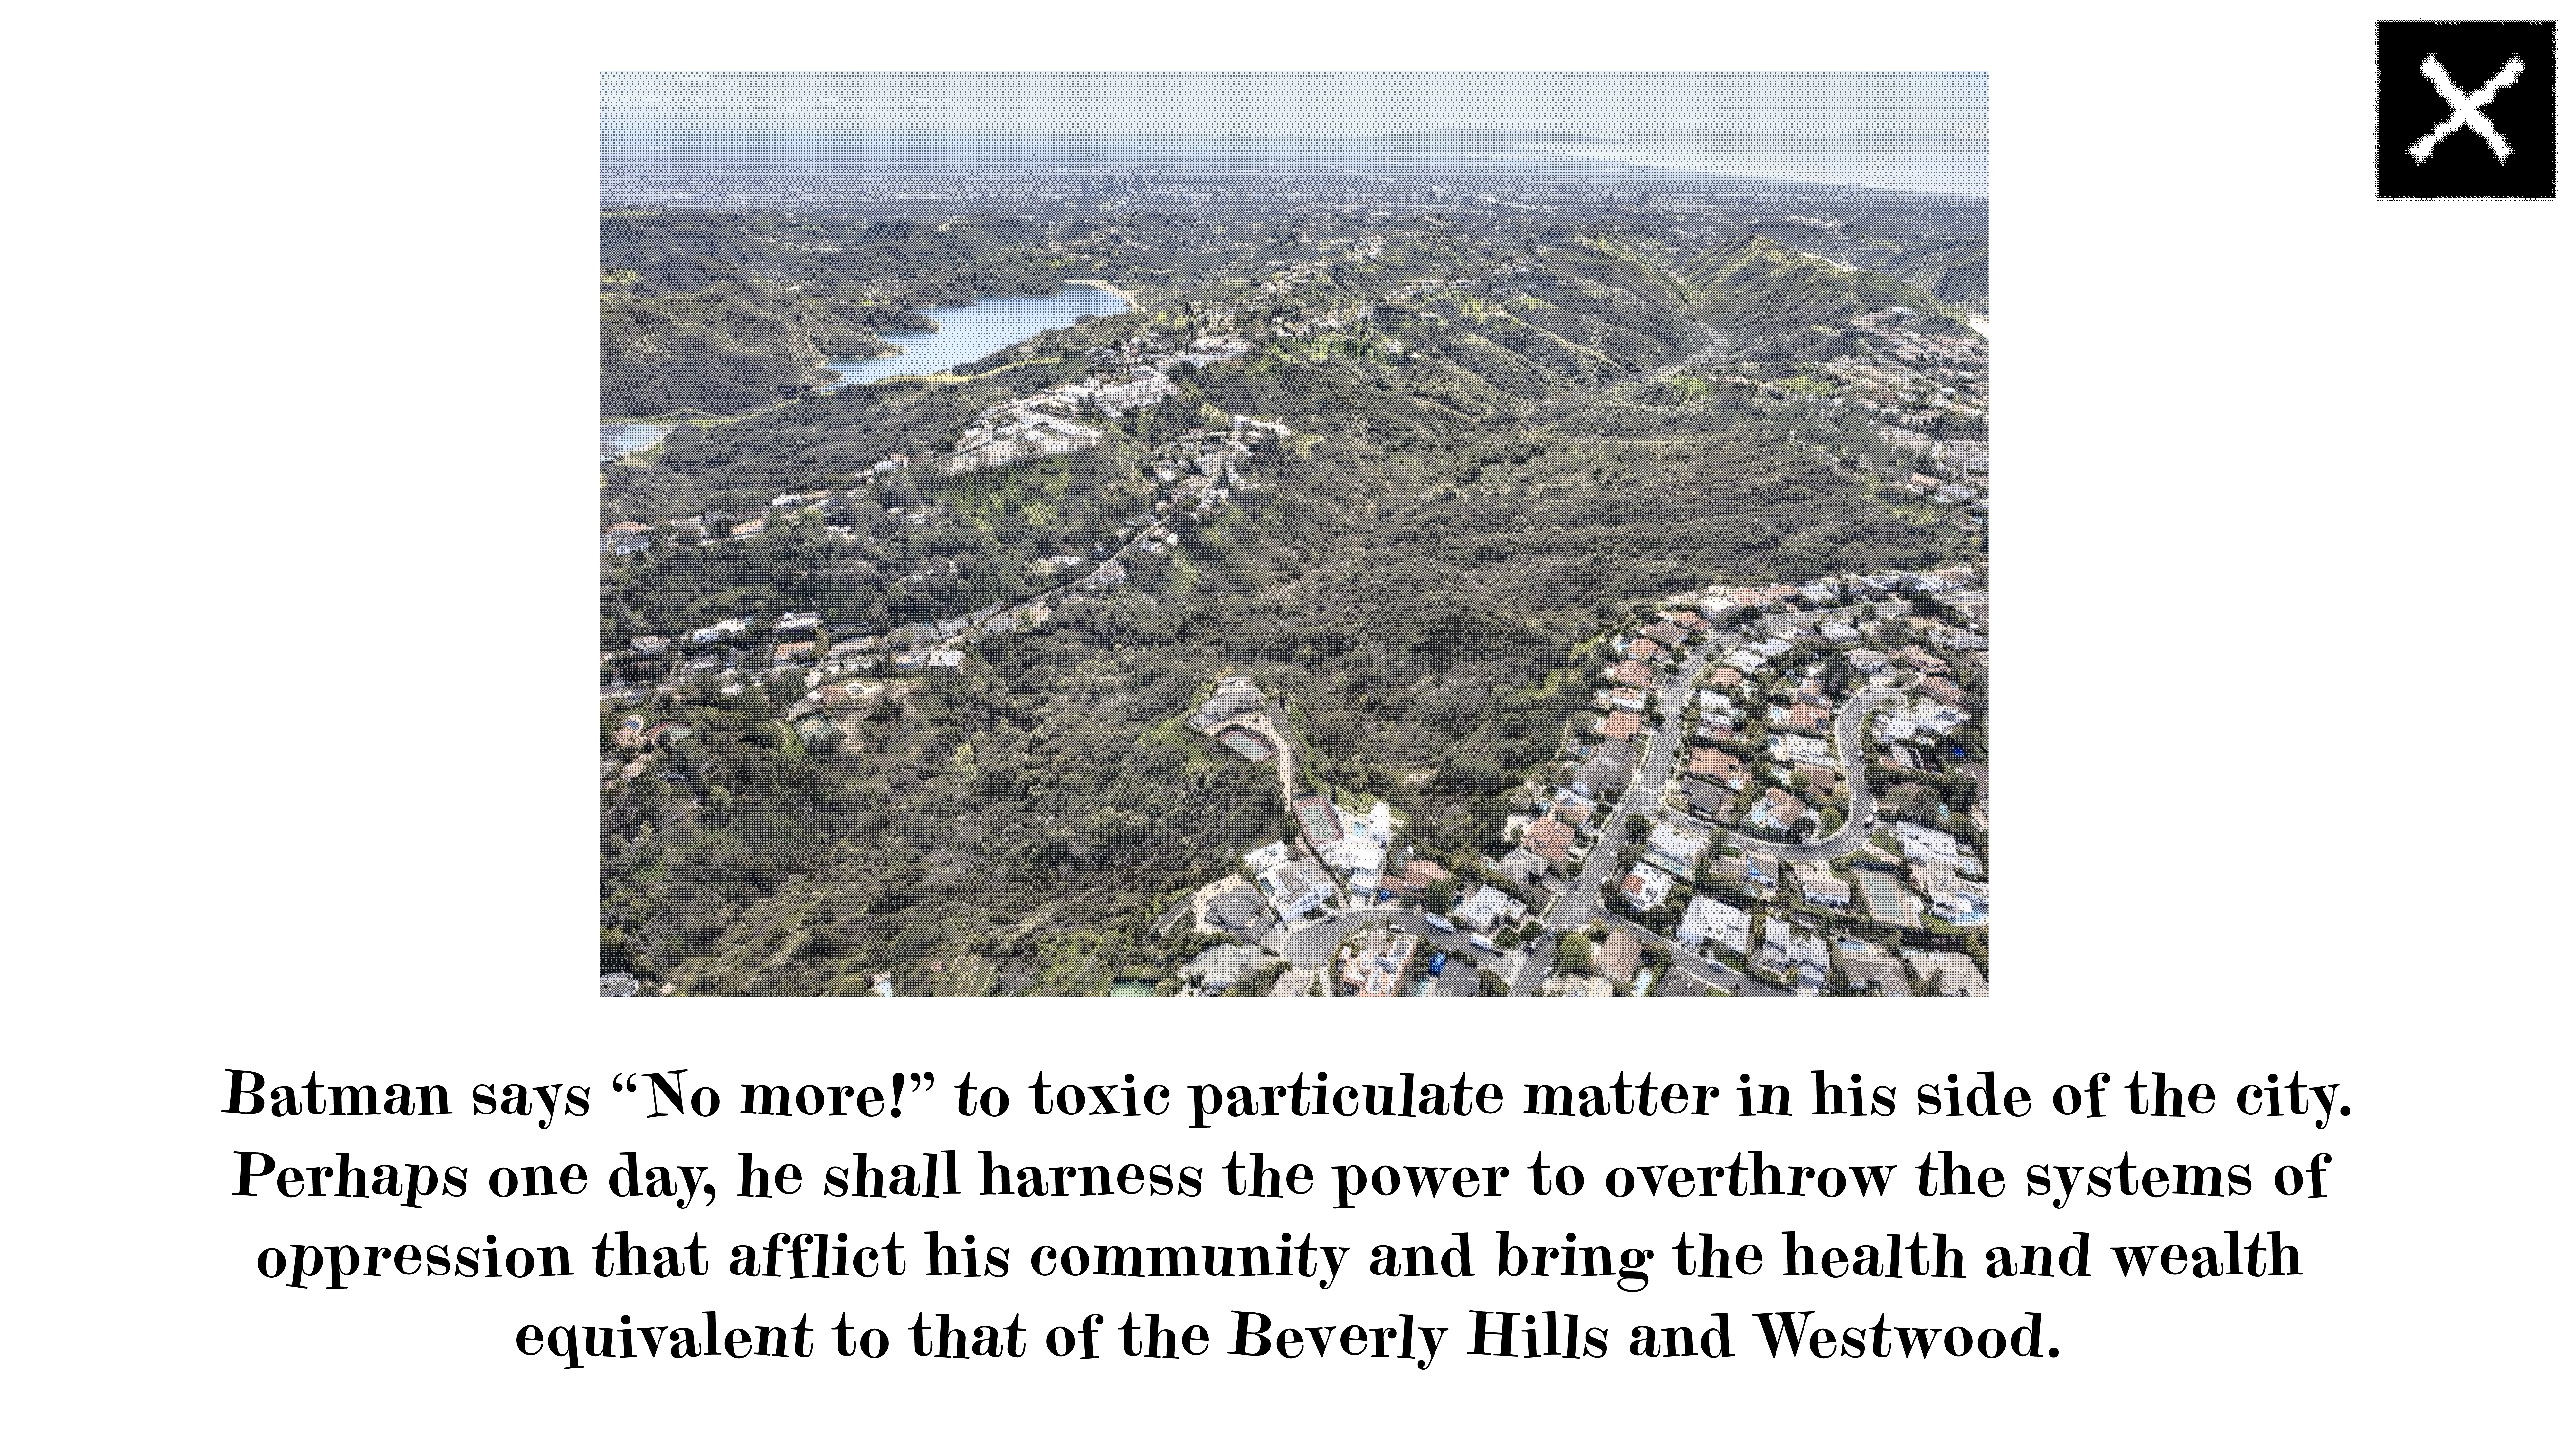 Batman says “No more!” to toxic particulate matter in his side of the city.
Perhaps one day, he shall harness the power to overthrow the systems of
oppression that afflict his community and bring the health and wealth
equivalent to that of the Beverly Hills and Westwood.